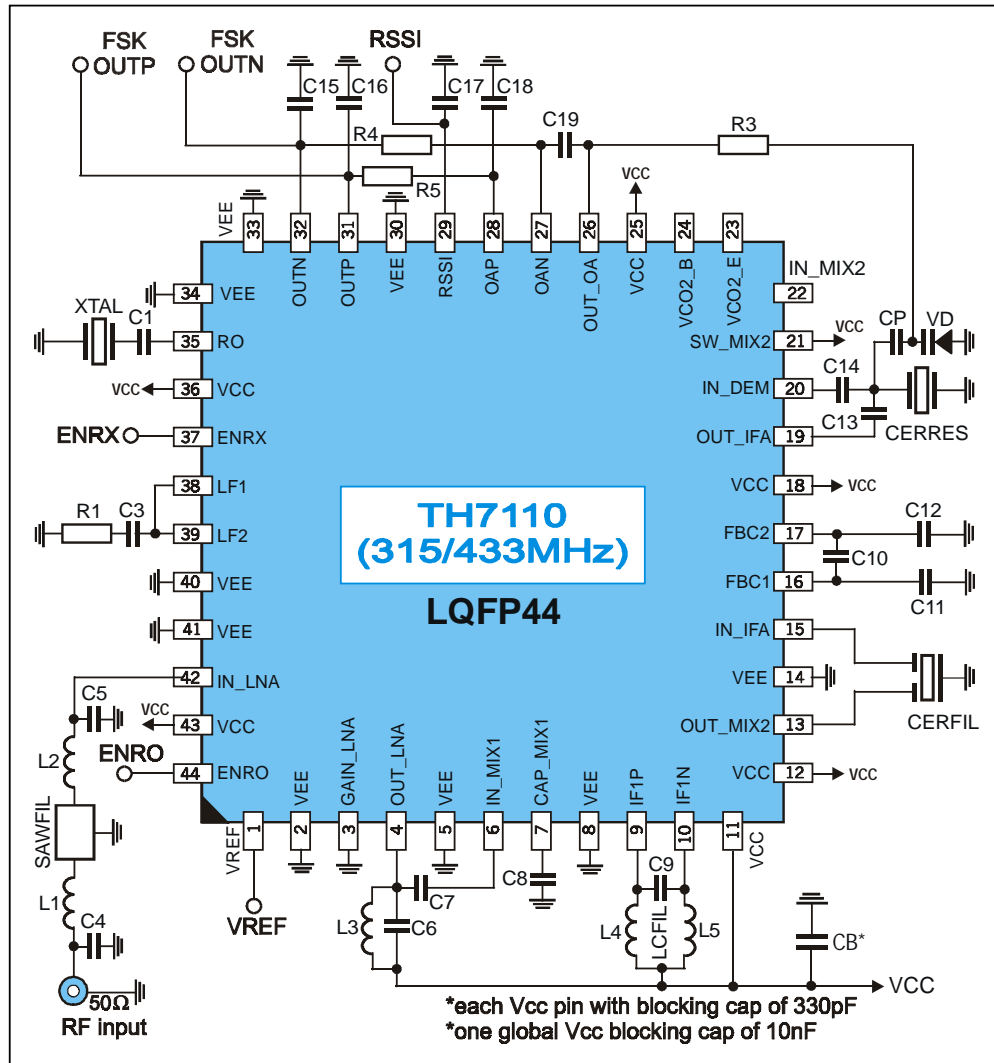 FSK OUTP
FSK OUTN
RSSI
C15
C16
C17
C18
R4
C19
R3
R5
VCC
VEE
33
32
31
30
29
28
27
26
25
24
23
OUTN
OUTP
VEE
RSSI
OAP
OAN
OUT_OA
VCC
VCO2_B
VCO2_E
IN_MIX2
22
34
VEE
XTAL
C1
35
RO
SW_MIX2
21
VCC
CP
VD
VCC
36
VCC
IN_DEM
20
C14
ENRX
37
ENRX
OUT_IFA
19
C13
CERRES
38
LF1
VCC
18
VCC
R1
C3
39
LF2
TH7110
(315/433MHz)
LQFP44
FBC2
17
C12
C10
40
VEE
FBC1
16
C11
41
VEE
IN_IFA
15
42
IN_LNA
VEE
14
C5
VCC
43
VCC
OUT_MIX2
13
CERFIL
L2
ENRO
44
ENRO
VCC
12
VCC
VEE
GAIN_LNA
OUT_LNA
VEE
IN_MIX1
CAP_MIX1
VEE
IF1P
IF1N
SAWFIL
VREF
1
2
3
4
5
6
7
8
9
10
11
VCC
L1
C4
VREF
L3
C7
C6
C8
C9
L4
LCFIL
L5
CB*
VCC
50Ω
RF input
*each Vcc pin with blocking cap of 330pF
*one global Vcc blocking cap of 10nF